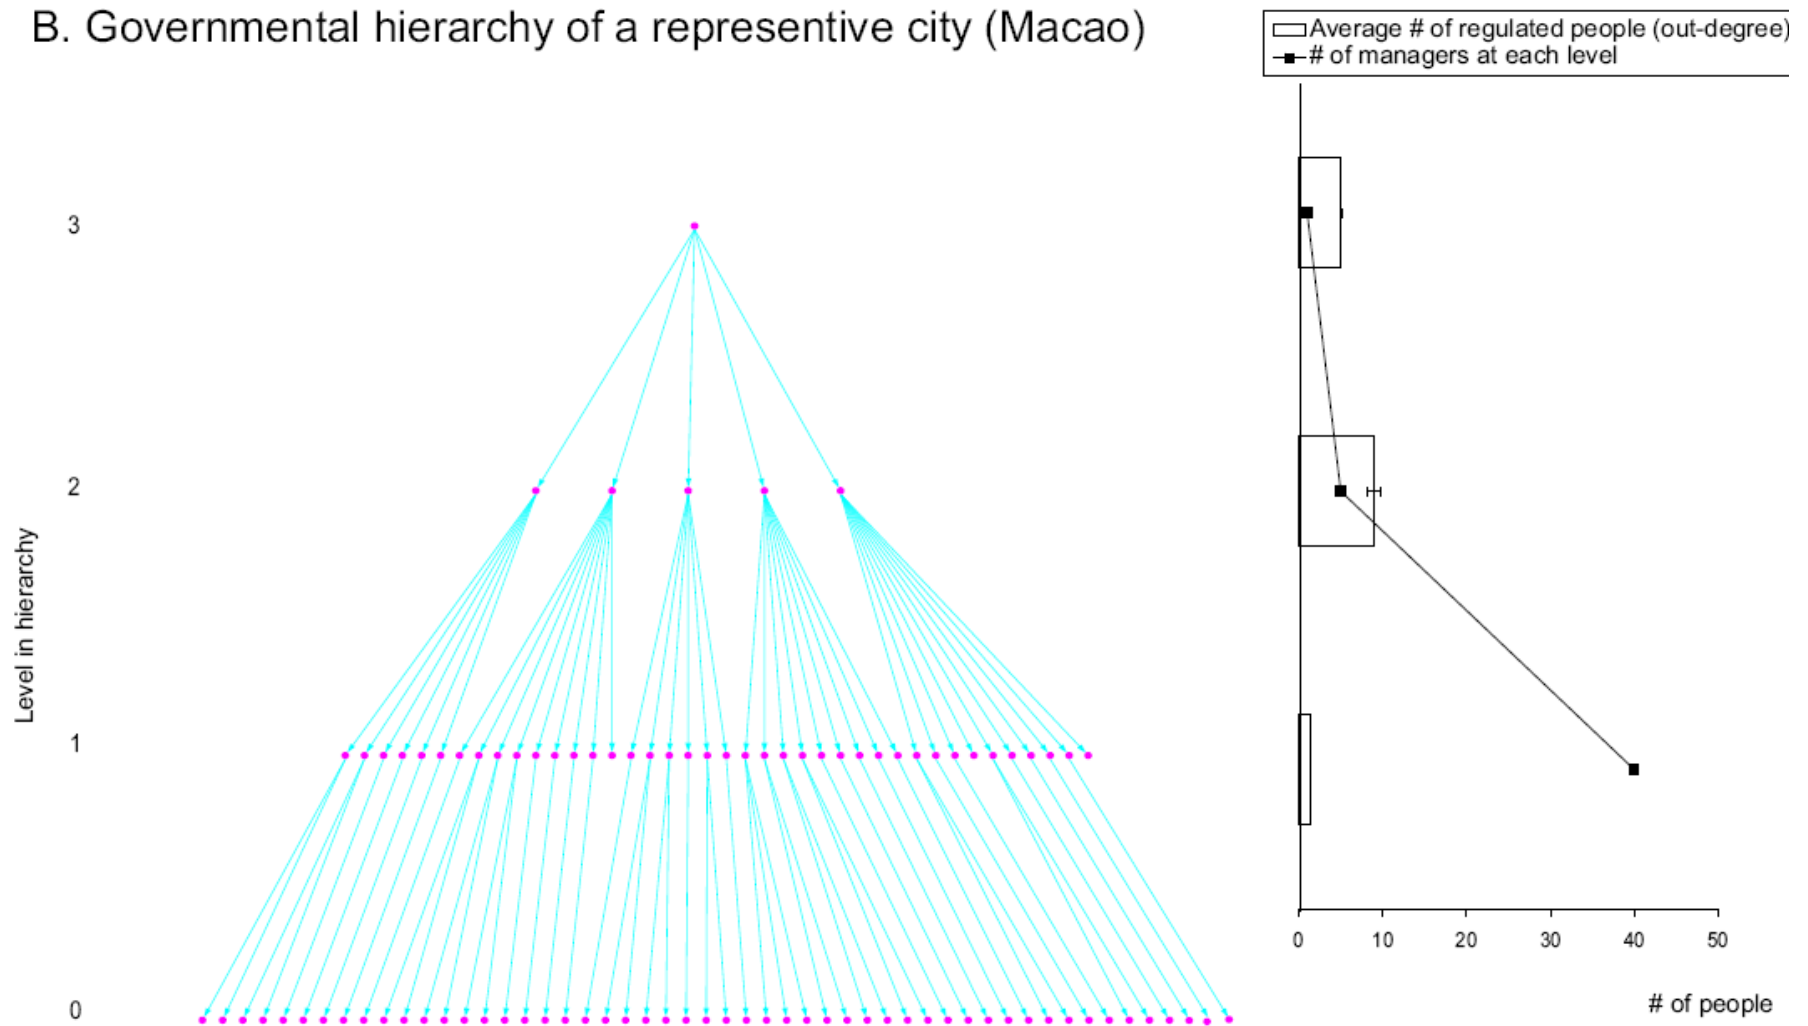 B. Governmental hierarchy of a representive city (Macao)
Average # of regulated people (out-degree)
# of managers at each level
3
2
1
0
Level in hierarchy
0 10 20 30 40 50
# of people